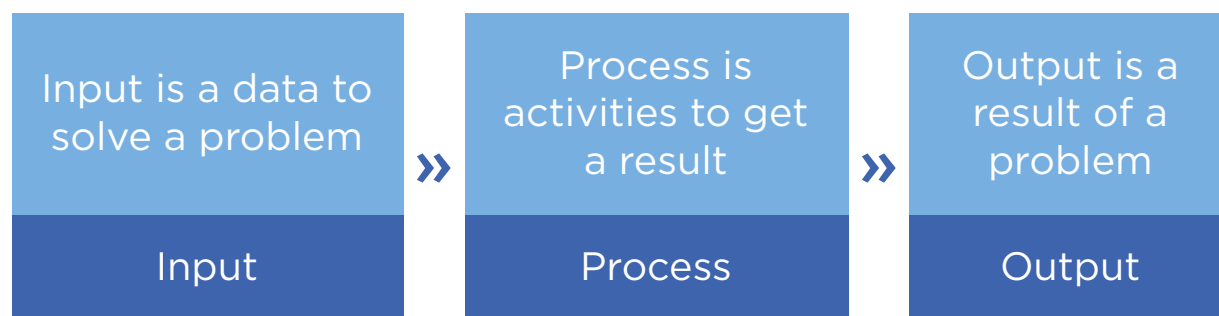 Input is a data to
solve a problem
Input
»
Process is
activities to get
a result
Process
»
Output is a
result of a
problem
Output